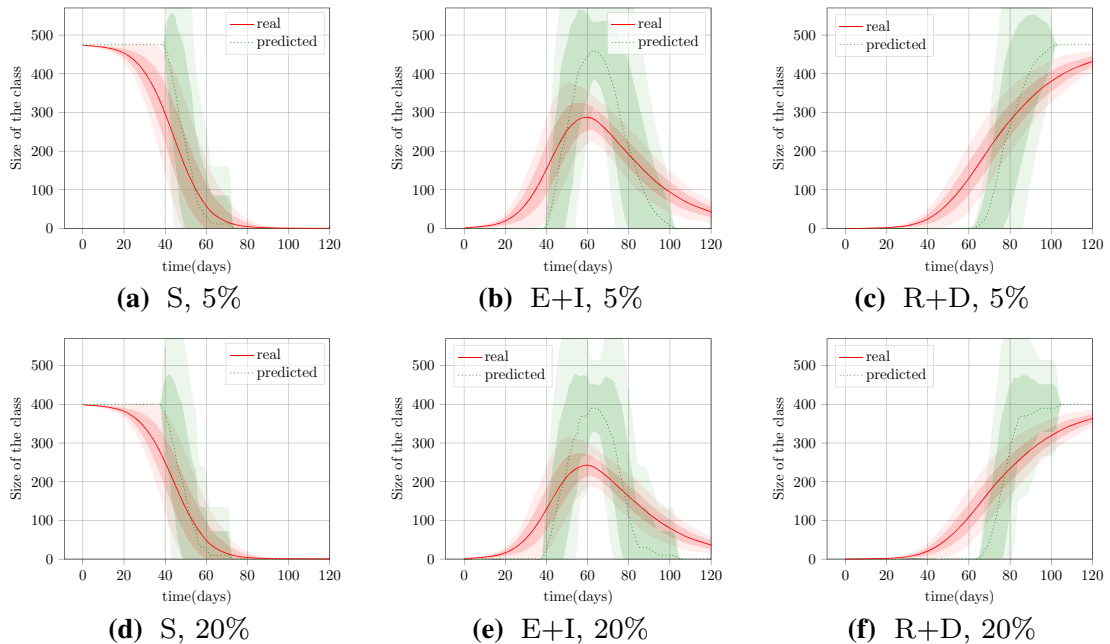 500
400
300
200
100
0
Size of the class
0 20 40 60 80 100 120
time(days)
real
predicted
(a) S, 5%
500
400
300
200
100
0
Size of the class
0 20 40 60 80 100 120
time(days)
real
predicted
(b) E+I, 5%
500
400
300
200
100
0
Size of the class
0 20 40 60 80 100 120
time(days)
real
predicted
(c) R+D, 5%
500
400
300
200
100
0
Size of the class
0 20 40 60 80 100 120
time(days)
real
predicted
(d) S, 20%
500
400
300
200
100
0
Size of the class
0 20 40 60 80 100 120
time(days)
real
predicted
(e) E+I, 20%
500
400
300
200
100
0
Size of the class
0 20 40 60 80 100 120
time(days)
real
predicted
(f) R+D, 20%